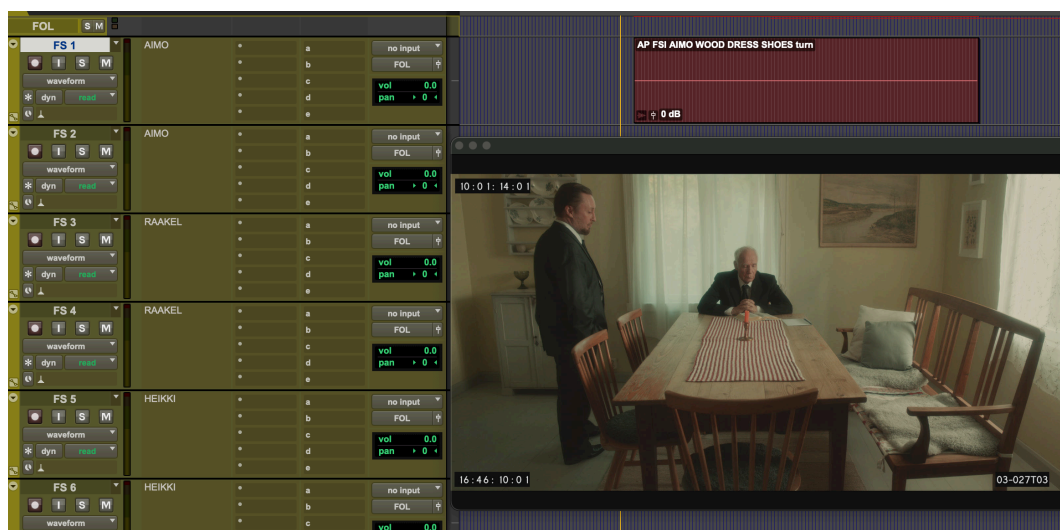 FOL S M
FS 1 AIMO a no input
I S M b FOL
waveform c vol 0.0
dyn read d pan 0
e
AP FSI AIMO WOOD DRESS SHOES turn
0 dB
FS 2 AIMO a no input
I S M b FOL
waveform c vol 0.0
dyn read d pan 0
e
FS 3 RAAKEL a no input
I S M b FOL
waveform c vol 0.0
dyn read d pan 0
e
FS 4 RAAKEL a no input
I S M b FOL
waveform c vol 0.0
dyn read d pan 0
e
FS 5 HEIKKI a no input
I S M b FOL
waveform c vol 0.0
dyn read d pan 0
e
FS 6 HEIKKI a no input
I S M b FOL
waveform c vol 0.0
10:01:14:01
16:46:10:01 03-027T03